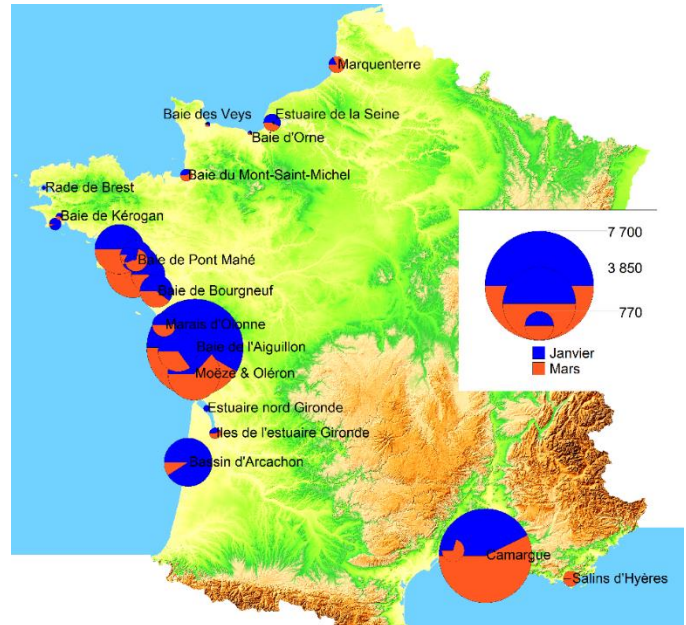 Marquenterre
Baie des Veys
Estuaire de la Seine
Baie d'Orne
Baie du Mont-Saint-Michel
Rade de Brest
Baie de Kérogan
7 700
Baie de Pont Mahé
3 850
Baie de Bourgneuf
770
Marais d'Olonne
Baie de l'Aiguillon
Janvier
Mars
Moëze & Oléron
Estuaire nord Gironde
Iles de l'estuaire Gironde
Bassin d'Arcachon
Camargue
Salins d'Hyères